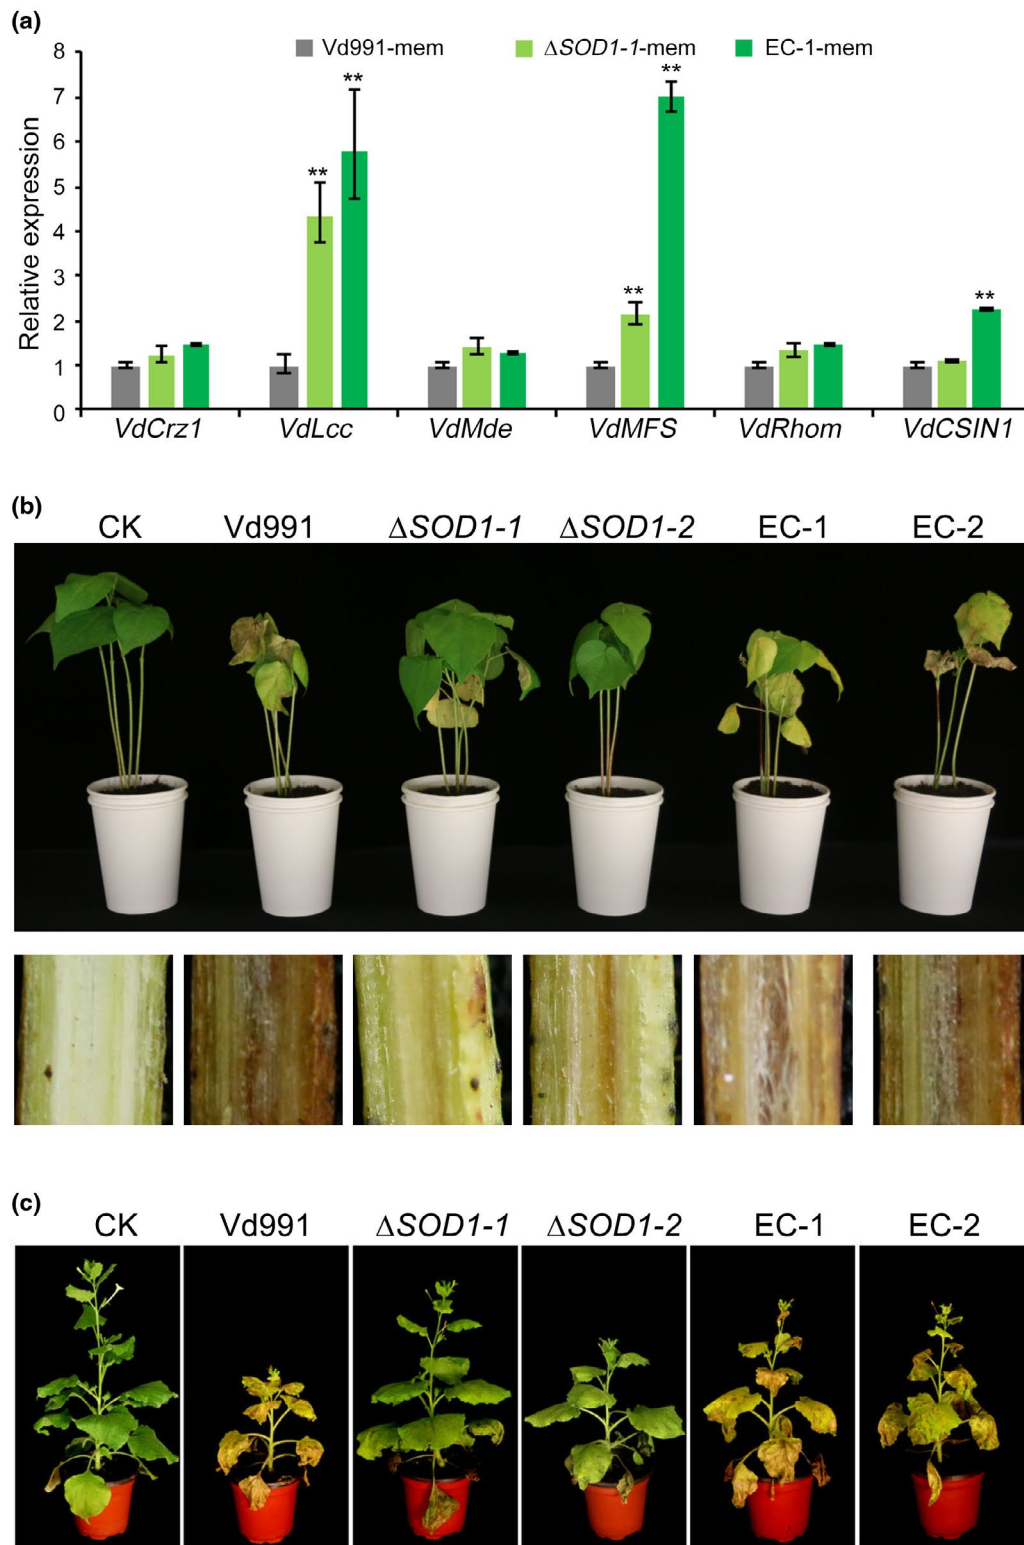 (a)
Vd991-mem ΔSOD1-1-mem EC-1-mem
Relative expression
8
7
6
5
4
3
2
1
0
** ** ** ** **
VdCrz1 VdLcc VdMde VdMFS VdRhom VdCSIN1
(b)
CK Vd991 ΔSOD1-1 ΔSOD1-2 EC-1 EC-2
(c)
CK Vd991 ΔSOD1-1 ΔSOD1-2 EC-1 EC-2